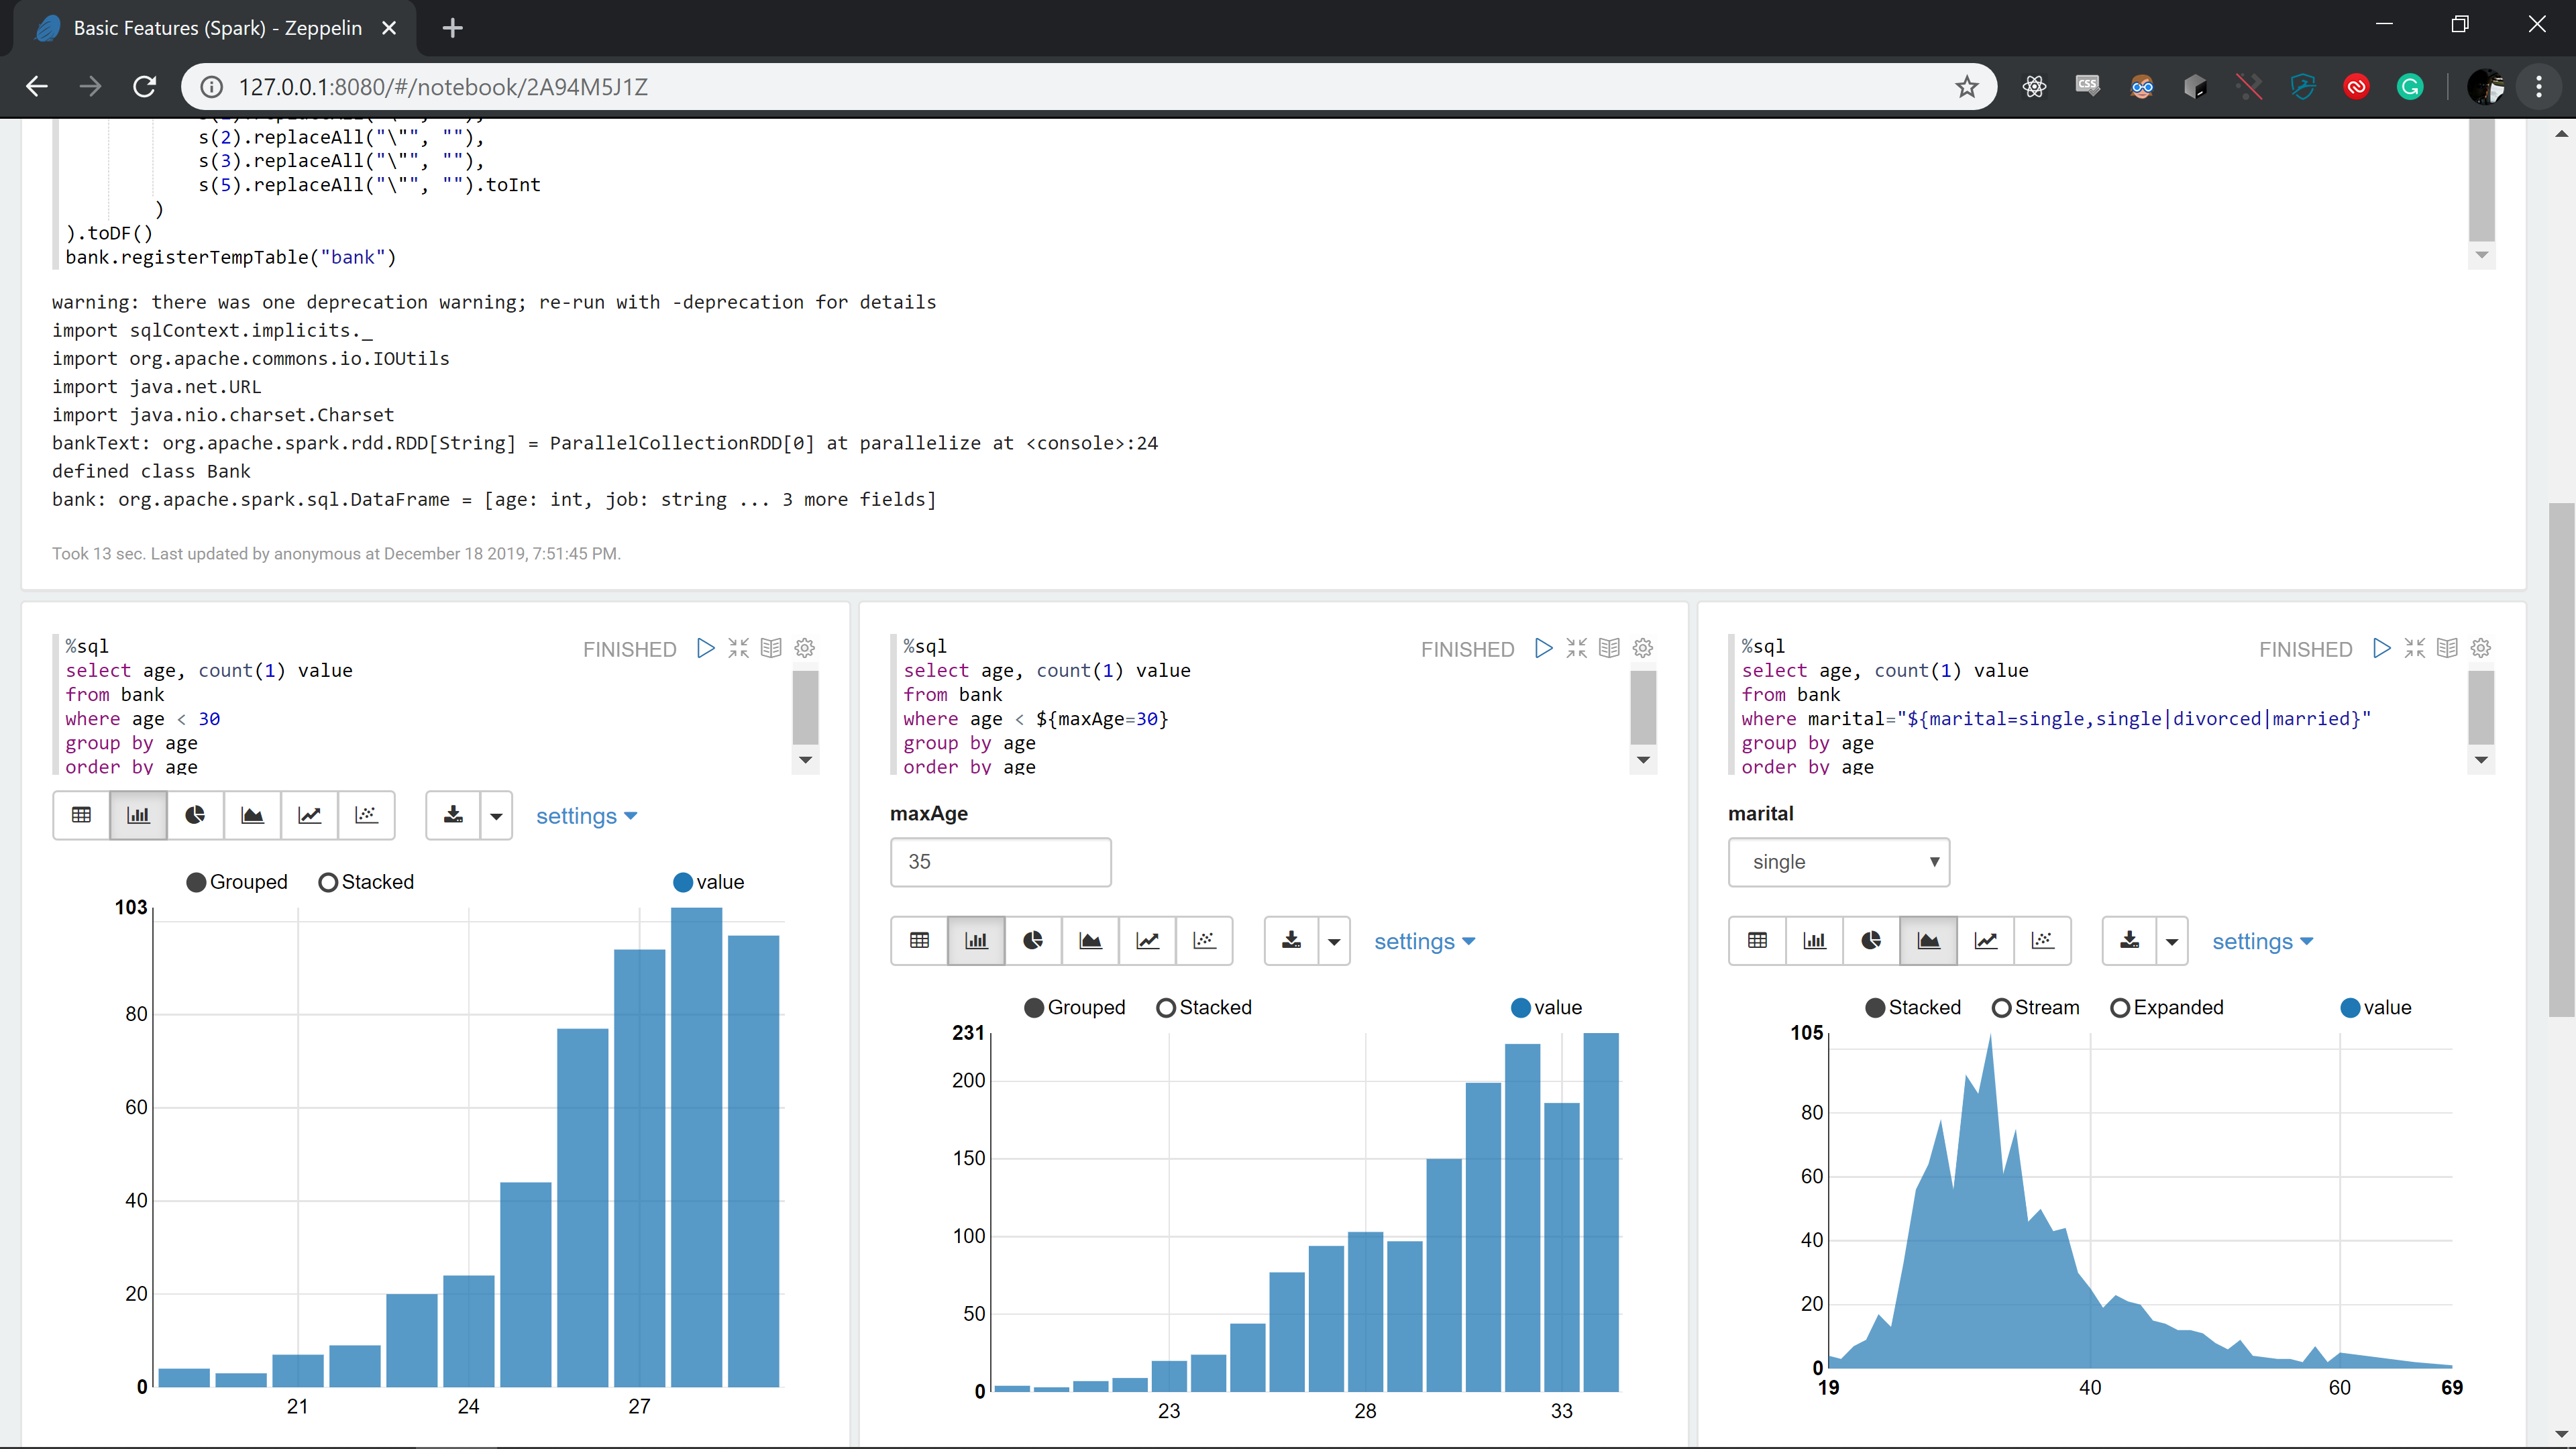 Basic Features (Spark) - Zeppelin
127.0.0.1:8080/#/notebook/2A94M5J1Z
CSS
s(2).replaceAll("\"", ""),
s(3).replaceAll("\"", ""),
s(5).replaceAll("\"", "").toInt
)
).toDF()
bank.registerTempTable("bank")
warning: there was one deprecation warning; re-run with -deprecation for details
import sqlContext.implicits._
import org.apache.commons.io.IOUtils
import java.net.URL
import java.nio.charset.Charset
bankText: org.apache.spark.rdd.RDD[String] = ParallelCollectionRDD[0] at parallelize at <console>:24
defined class Bank
bank: org.apache.spark.sql.DataFrame = [age: int, job: string ... 3 more fields]
Took 13 sec. Last updated by anonymous at December 18 2019, 7:51:45 PM.
%sql
FINISHED
select age, count(1) value
from bank
where age < 30
group by age
order by age
settings
Grouped Stacked value
103
80
60
40
20
0
21 24 27
%sql
FINISHED
select age, count(1) value
from bank
where age < ${maxAge=30}
group by age
order by age
maxAge
35
settings
Grouped Stacked value
231
200
150
100
50
0
23 28 33
%sql
FINISHED
select age, count(1) value
from bank
where marital="${marital=single,single|divorced|married}"
group by age
order by age
marital
single
settings
Stacked Stream Expanded value
105
80
60
40
20
0
19 40 60 69